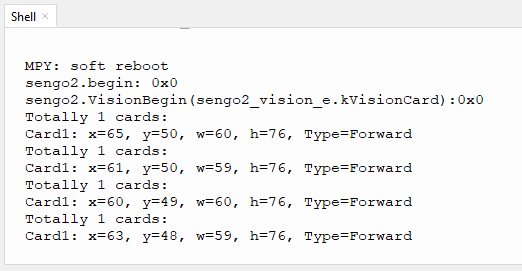 Shell
MPY: soft reboot
sengo2.begin: 0x0
sengo2.VisionBegin(sengo2_vision_e.kVisionCard):0x0
Totally 1 cards:
Card1: x=65, y=50, w=60, h=76, Type=Forward
Totally 1 cards:
Card1: x=61, y=50, w=59, h=76, Type=Forward
Totally 1 cards:
Card1: x=60, y=49, w=60, h=76, Type=Forward
Totally 1 cards:
Card1: x=63, y=48, w=59, h=76, Type=Forward